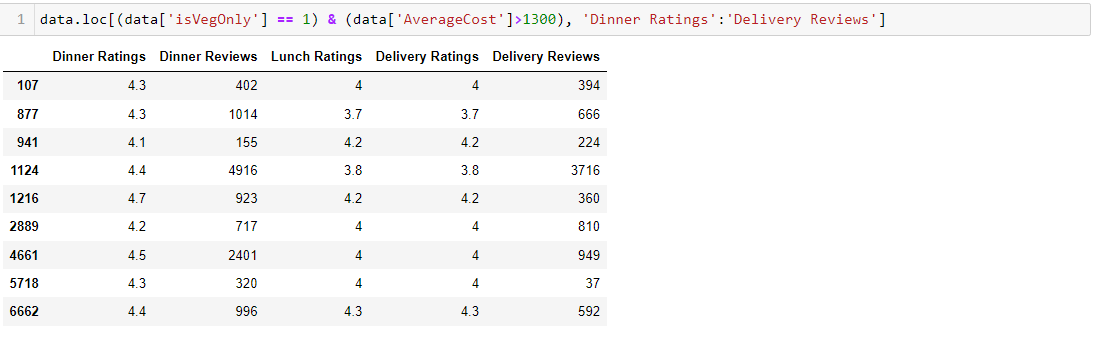 1 data.loc[(data['isVegOnly'] == 1) & (data['AverageCost']>1300), 'Dinner Ratings':'Delivery Reviews']
Dinner Ratings Dinner Reviews Lunch Ratings Delivery Ratings Delivery Reviews
107 4.3 402 4 4 394
877 4.3 1014 3.7 3.7 666
941 4.1 155 4.2 4.2 224
1124 4.4 4916 3.8 3.8 3716
1216 4.7 923 4.2 4.2 360
2889 4.2 717 4 4 810
4661 4.5 2401 4 4 949
5718 4.3 320 4 4 37
6662 4.4 996 4.3 4.3 592